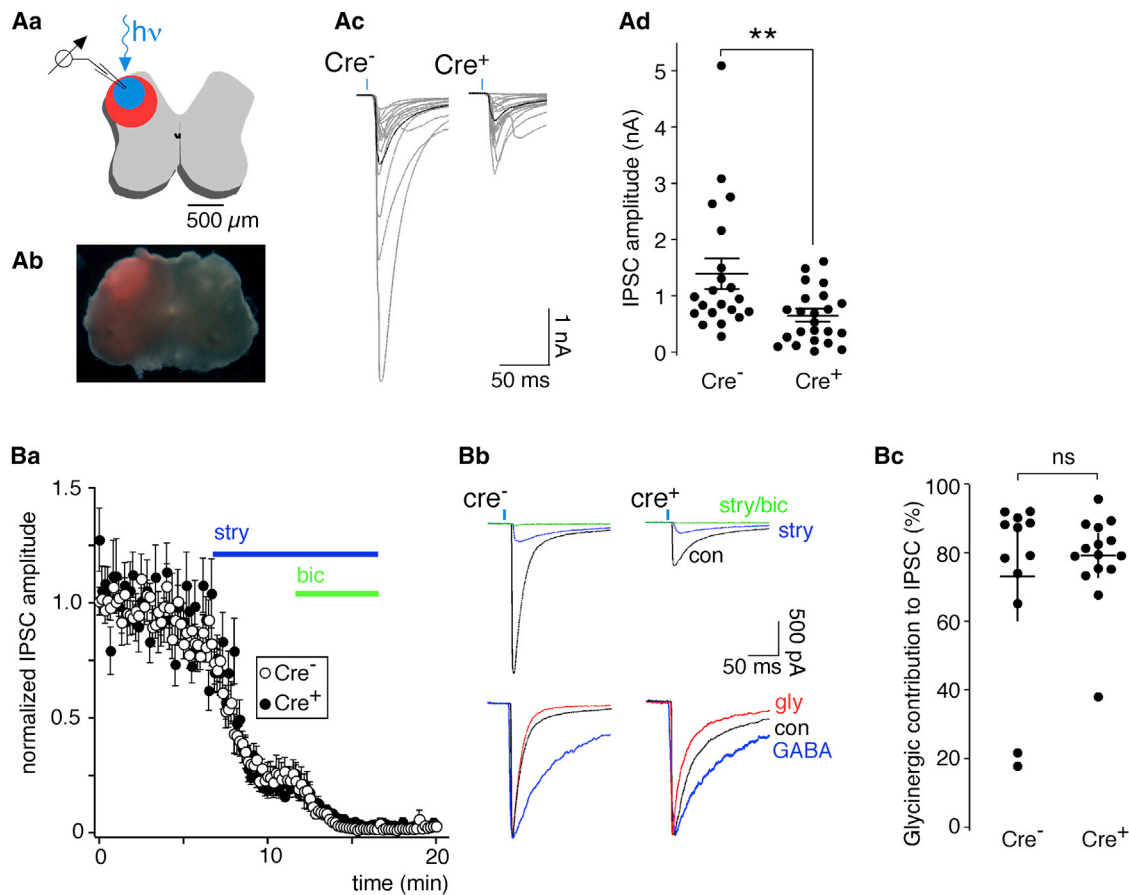 Aa
hν
500 µm
Ab
Ac
Cre-
Cre+
1 nA
50 ms
Ad
**
IPSC amplitude (nA)
5
4
3
2
1
0
Cre-
Cre+
Ba
normalized IPSC amplitude
1.5
1.0
0.5
0
stry
bic
Cre-
Cre+
0
10
20
time (min)
Bb
cre-
cre+
stry/bic
stry
con
500 pA
50 ms
gly
con
GABA
Bc
ns
Glycinergic contribution to IPSC (%)
100
80
60
40
20
0
Cre-
Cre+